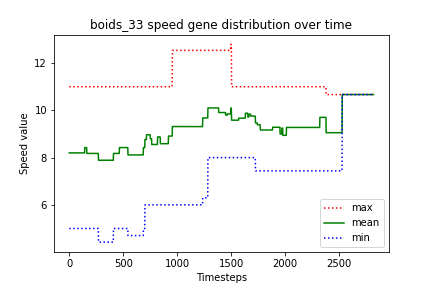 boids_33 speed gene distribution over time
Speed value
12
10
8
6
0
500
1000
1500
2000
2500
Timesteps
max
mean
min